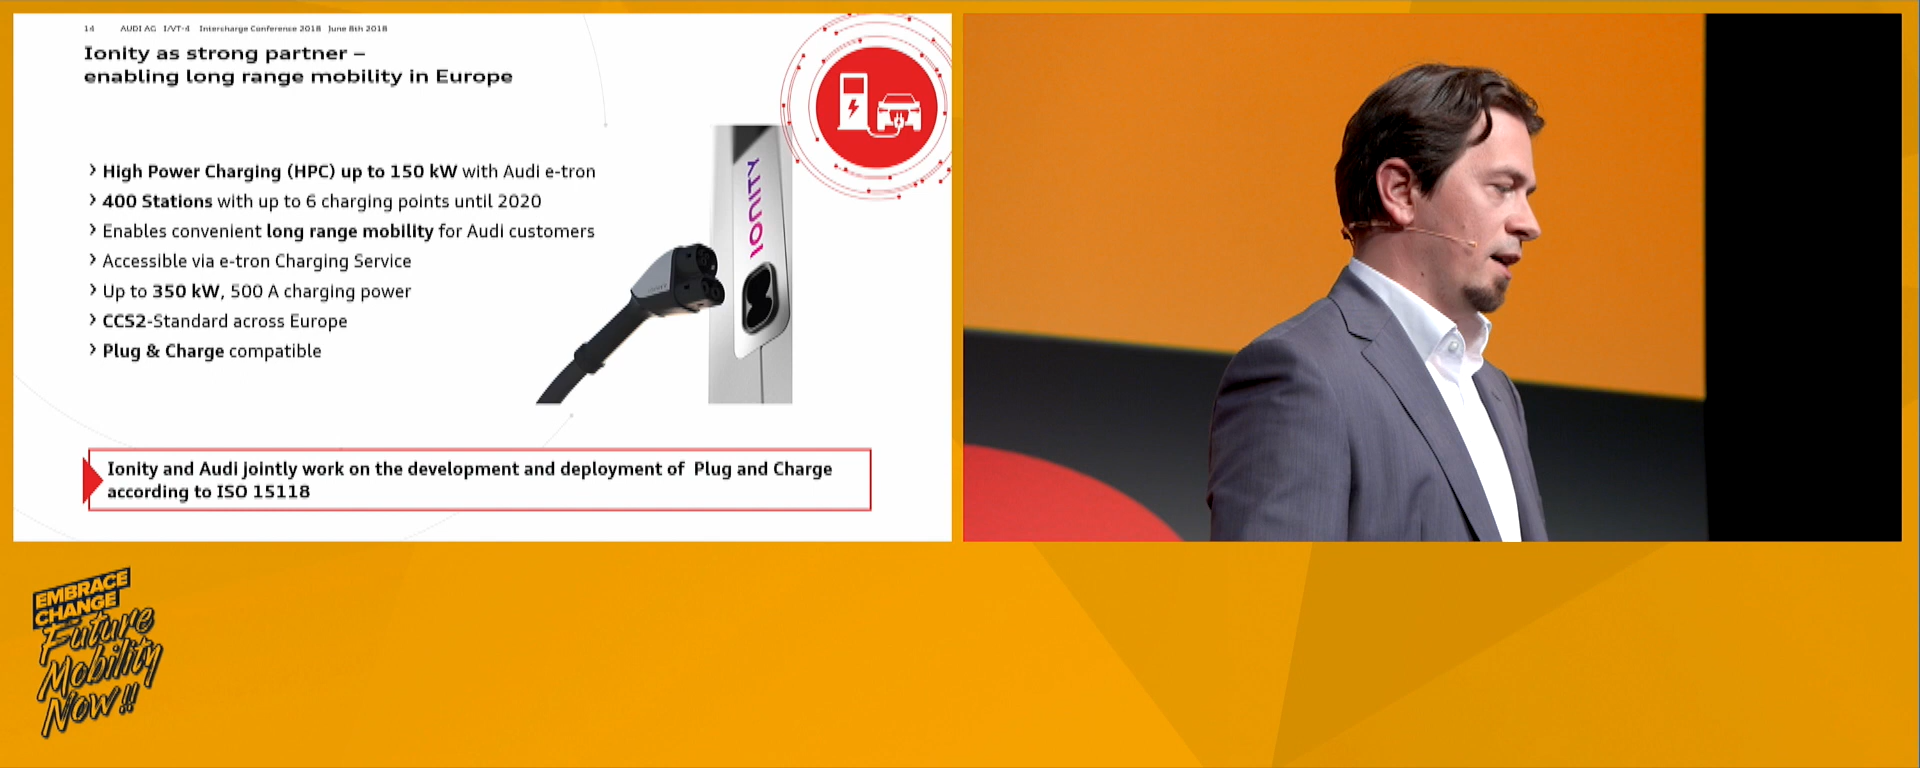 14 AUDI AG I/VT-4 Intercharge Conference 2018 June 8th 2018
Ionity as strong partner –
enabling long range mobility in Europe
High Power Charging (HPC) up to 150 kW with Audi e-tron
400 Stations with up to 6 charging points until 2020
Enables convenient long range mobility for Audi customers
Accessible via e-tron Charging Service
Up to 350 kW, 500 A charging power
CCS2-Standard across Europe
Plug & Charge compatible
IONITY
Ionity and Audi jointly work on the development and deployment of Plug and Charge
according to ISO 15118
EMBRACE
CHANGE
Future
Mobility
Now!!